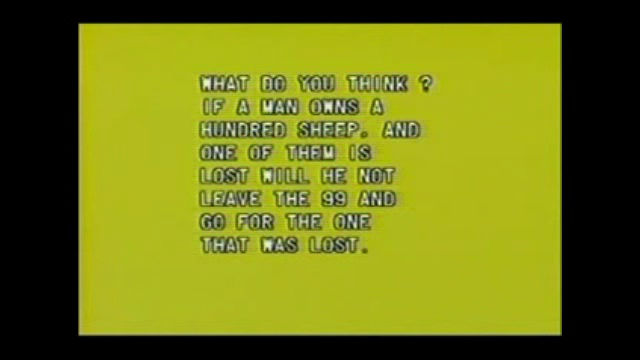 WHAT DO YOU THINK ?
IF A MAN OWNS A
HUNDRED SHEEP. AND
ONE OF THEM IS
LOST WILL HE NOT
LEAVE THE 99 AND
GO FOR THE ONE
THAT WAS LOST.